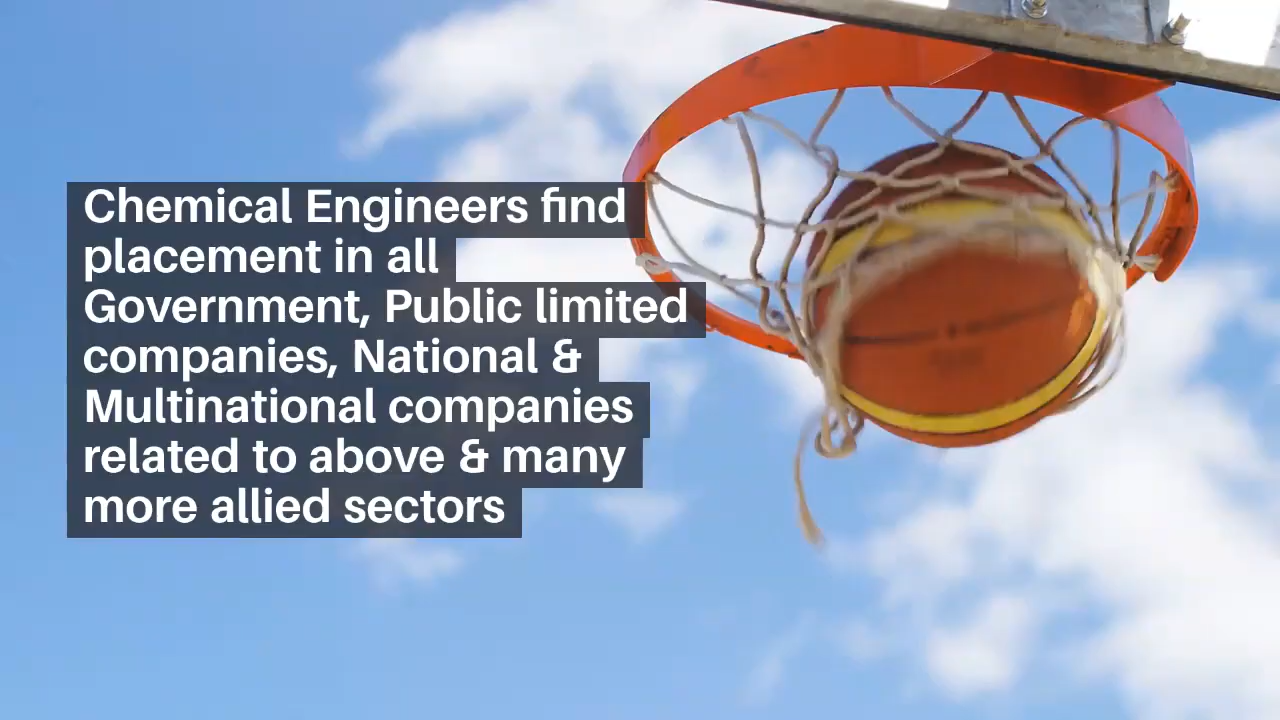 Chemical Engineers find
placement in all
Government, Public limited
companies, National &
Multinational companies
related to above & many
more allied sectors